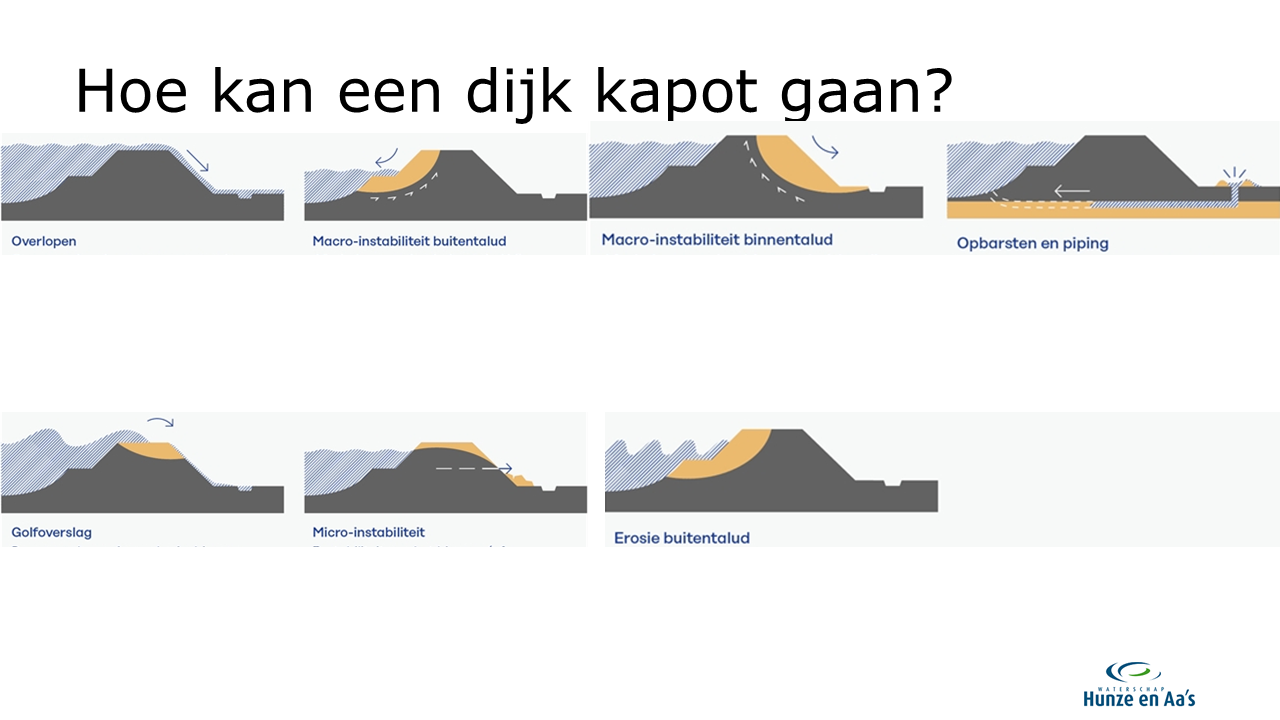 Hoe kan een dijk kapot gaan?
Overlopen
Macro-instabiliteit buitentalud
Macro-instabiliteit binnentalud
Opbarsten en piping
Golfoverslag
Micro-instabiliteit
Erosie buitentalud
WATERSCHAP
Hunze en Aa's